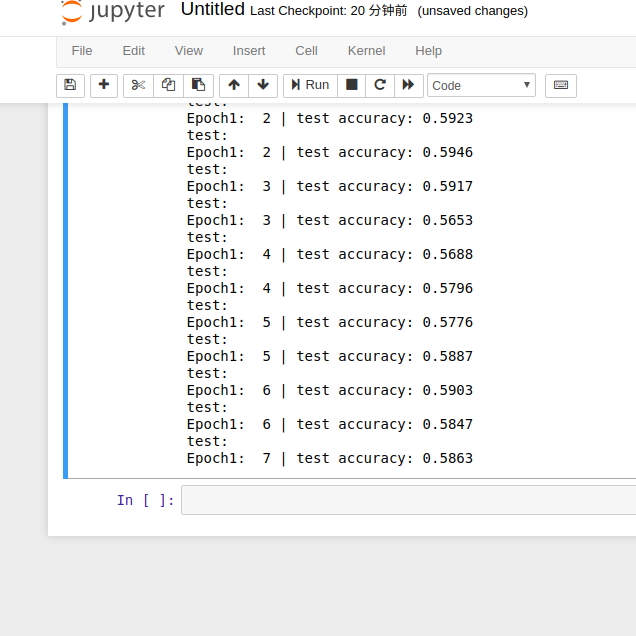 jupyter Untitled Last Checkpoint: 20 分钟前 (unsaved changes)
File Edit View Insert Cell Kernel Help
Run Code
test:
Epoch1:  2 | test accuracy: 0.5923
test:
Epoch1:  2 | test accuracy: 0.5946
test:
Epoch1:  3 | test accuracy: 0.5917
test:
Epoch1:  3 | test accuracy: 0.5653
test:
Epoch1:  4 | test accuracy: 0.5688
test:
Epoch1:  4 | test accuracy: 0.5796
test:
Epoch1:  5 | test accuracy: 0.5776
test:
Epoch1:  5 | test accuracy: 0.5887
test:
Epoch1:  6 | test accuracy: 0.5903
test:
Epoch1:  6 | test accuracy: 0.5847
test:
Epoch1:  7 | test accuracy: 0.5863
In [ ]: